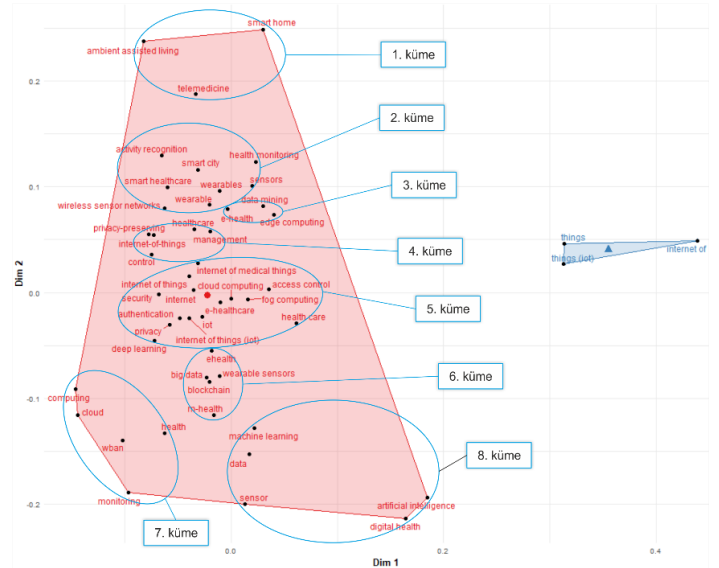 smart home
ambient assisted living
1. küme
telemedicine
0.2
2. küme
activity recognition
health monitoring
smart city
smart healthcare
sensors
wearables
3. küme
0.1
data mining
wearable
wireless sensor networks
e-health
edge computing
privacy-preserving
healthcare
things
internet-of-things
management
4. küme
internet of
control
things (iot)
Dim 2
internet of medical things
internet of things
cloud computing
access control
0.0
security
internet
fog computing
5. küme
authentication
e-healthcare
health care
privacy
iot
deep learning
internet of things (iot)
ehealth
big data
wearable sensors
6. küme
blockchain
computing
-0.1
cloud
m-health
health
machine learning
wban
8. küme
data
monitoring
sensor
artificial intelligence
-0.2
digital health
7. küme
0.0
0.2
0.4
Dim 1